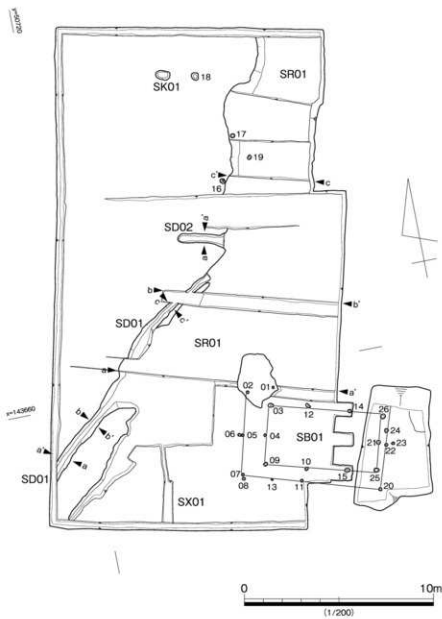 y=50720
SK01
18
SR01
17
19
c'
16
c
SD02
a'
a
b
c
b'
SD01
c'
SR01
a
a'
02
01
03
12
14
26
b
b'
06
05
04
SB01
24
21
23
22
x=143660
a'
a
09
10
15
25
SD01
07
08
13
11
20
SX01
0
10m
(1/200)